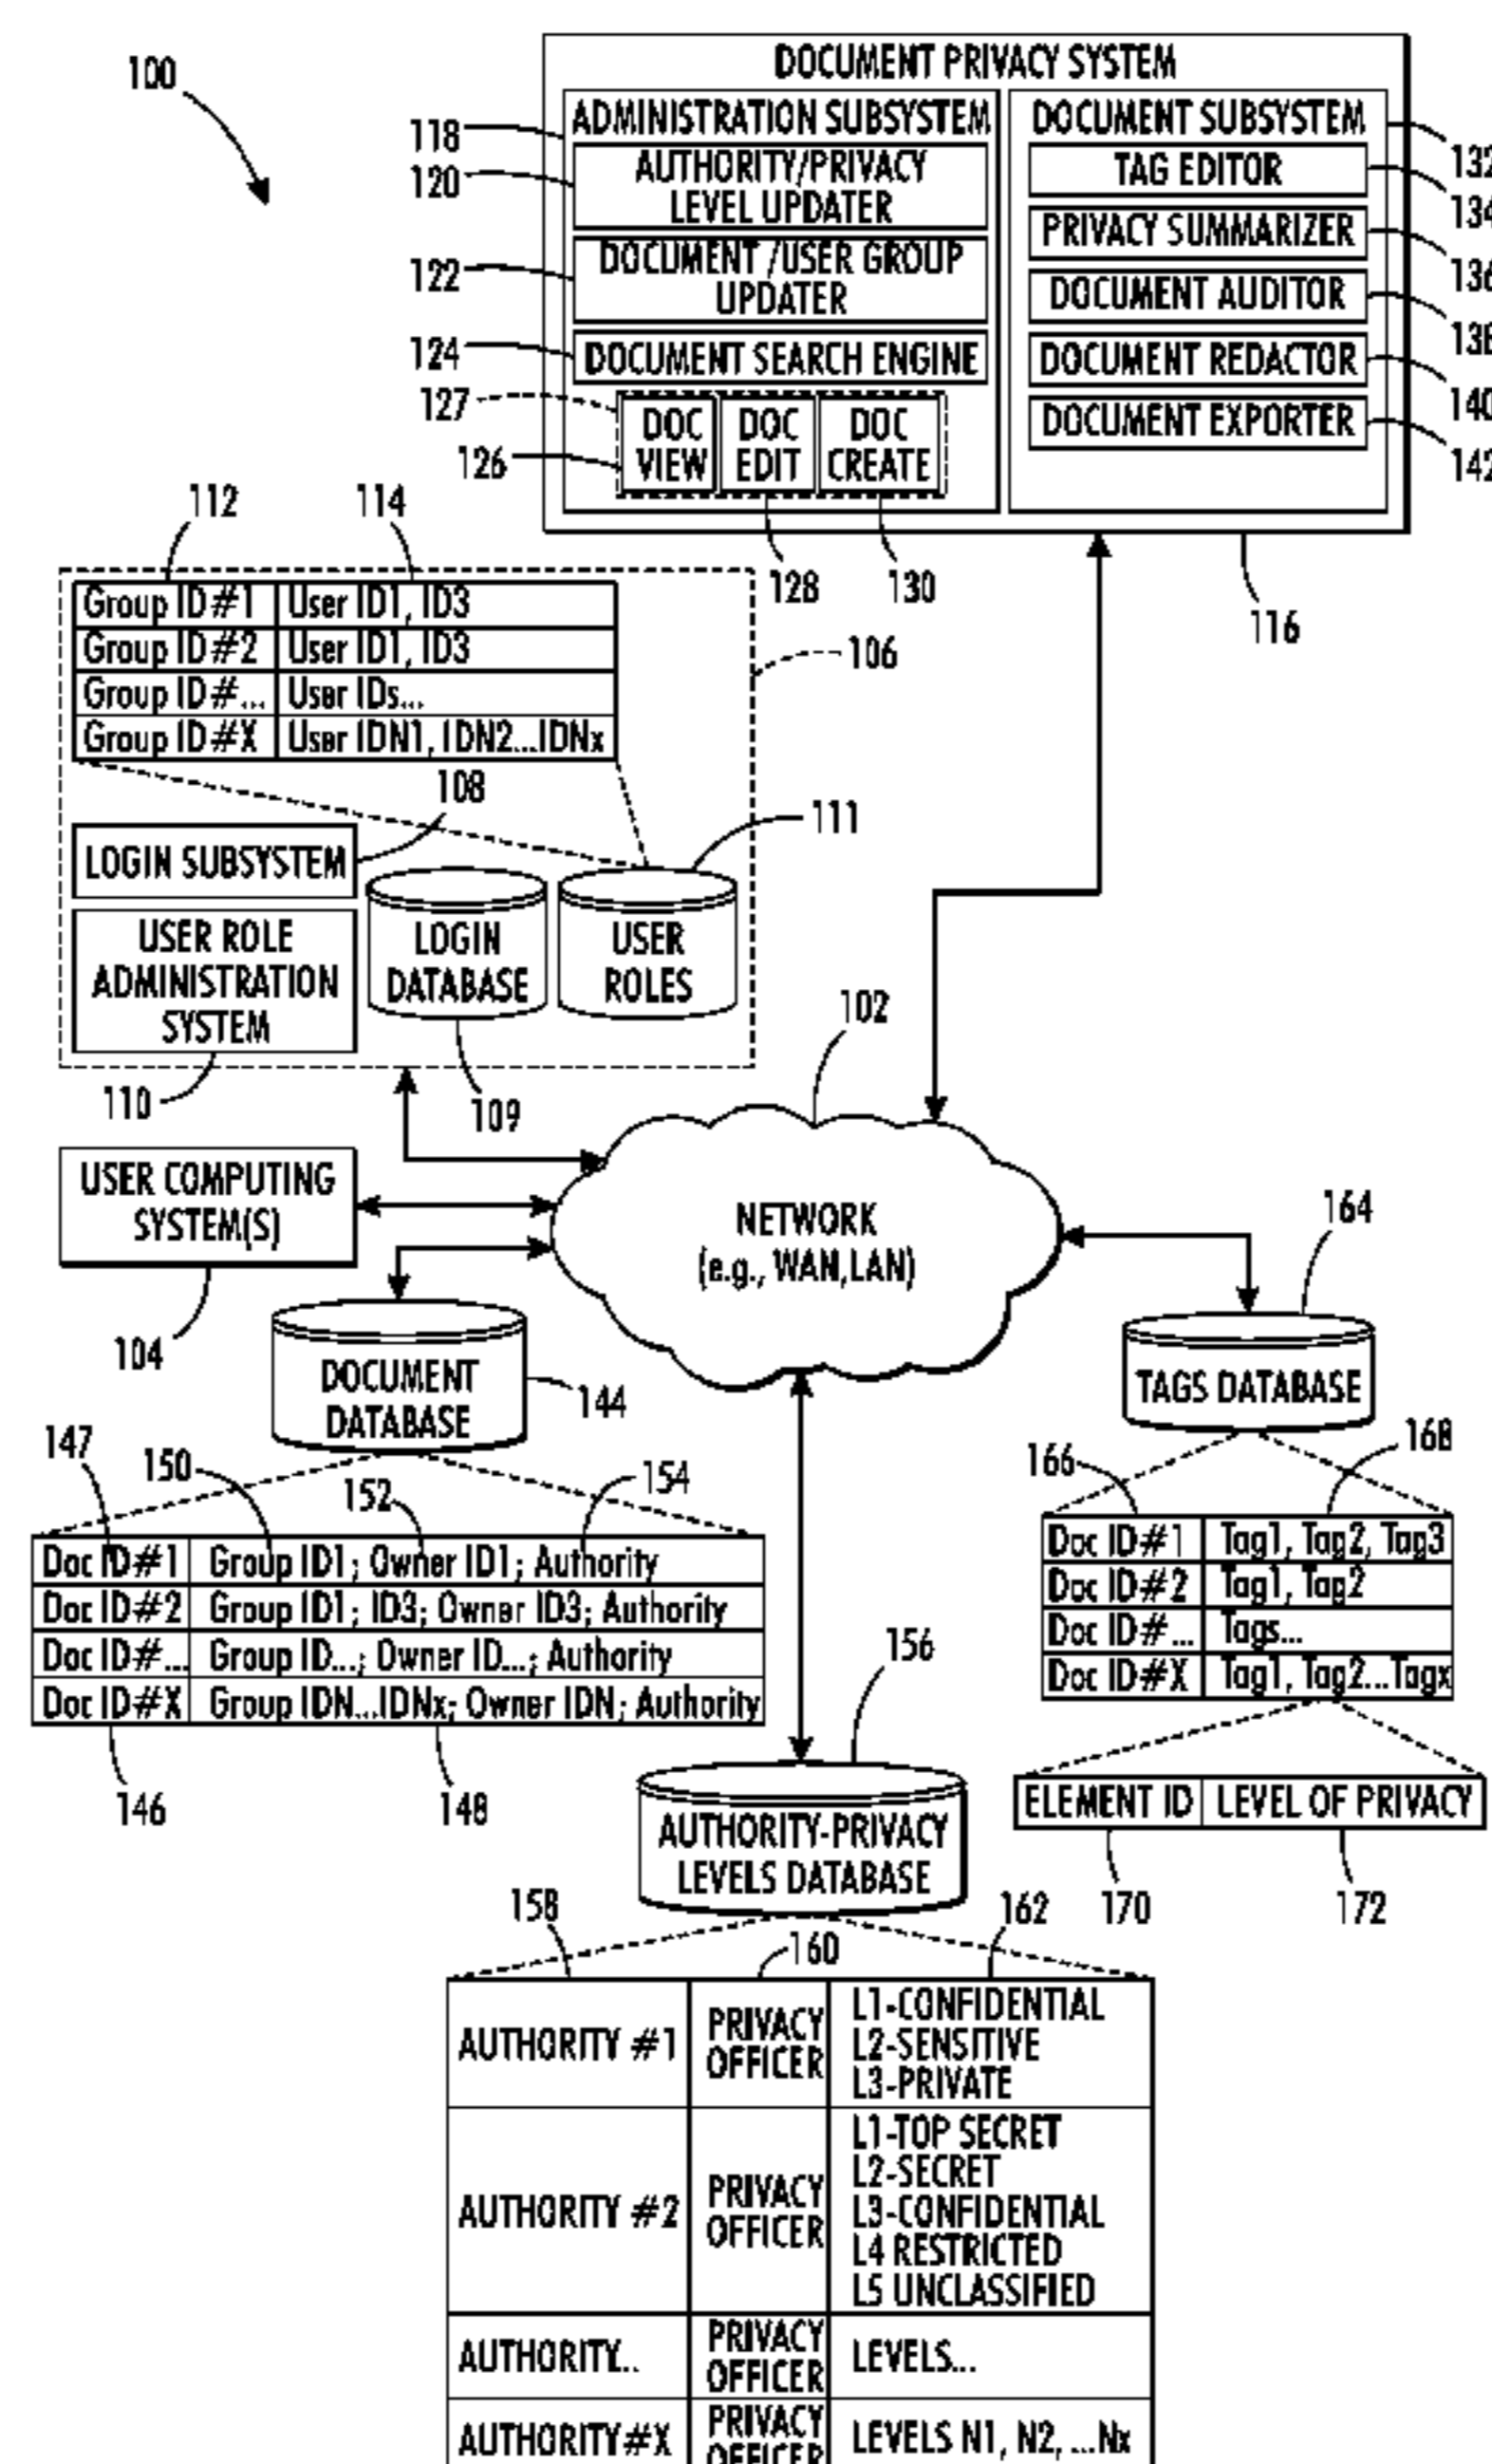 100
DOCUMENT PRIVACY SYSTEM
118
ADMINISTRATION SUBSYSTEM
120
AUTHORITY/PRIVACY
LEVEL UPDATER
122
DOCUMENT /USER GROUP
UPDATER
124
DOCUMENT SEARCH ENGINE
127
126
DOC
VIEW
DOC
EDIT
DOC
CREATE
128
130
DOCUMENT SUBSYSTEM
132
TAG EDITOR
134
PRIVACY SUMMARIZER
136
DOCUMENT AUDITOR
138
DOCUMENT REDACTOR
140
DOCUMENT EXPORTER
142
116
112
114
Group ID#1 User ID1, ID3
Group ID#2 User ID1, ID3
Group ID#... User IDs...
Group ID#X User IDN1, IDN2...IDNx
106
108
111
LOGIN SUBSYSTEM
USER ROLE
ADMINISTRATION
SYSTEM
LOGIN
DATABASE
USER
ROLES
110
109
102
USER COMPUTING
SYSTEM(S)
104
NETWORK
(e.g., WAN,LAN)
164
DOCUMENT
DATABASE
144
TAGS DATABASE
147
150
152
154
Doc ID#1 Group ID1; Owner ID1; Authority
Doc ID#2 Group ID1; ID3; Owner ID3; Authority
Doc ID#... Group ID...; Owner ID...; Authority
Doc ID#X Group IDN...IDNx; Owner IDN; Authority
146
148
166
168
Doc ID#1 Tag1, Tag2, Tag3
Doc ID#2 Tag1, Tag2
Doc ID#... Tags...
Doc ID#X Tag1, Tag2...Tagx
ELEMENT ID LEVEL OF PRIVACY
170
172
156
AUTHORITY-PRIVACY
LEVELS DATABASE
158
160
162
AUTHORITY #1
PRIVACY
OFFICER
L1-CONFIDENTIAL
L2-SENSITIVE
L3-PRIVATE
AUTHORITY #2
PRIVACY
OFFICER
L1-TOP SECRET
L2-SECRET
L3-CONFIDENTIAL
L4 RESTRICTED
L5 UNCLASSIFIED
AUTHORITY..
PRIVACY
OFFICER
LEVELS...
AUTHORITY#X
PRIVACY
OFFICER
LEVELS N1, N2, ...Nx